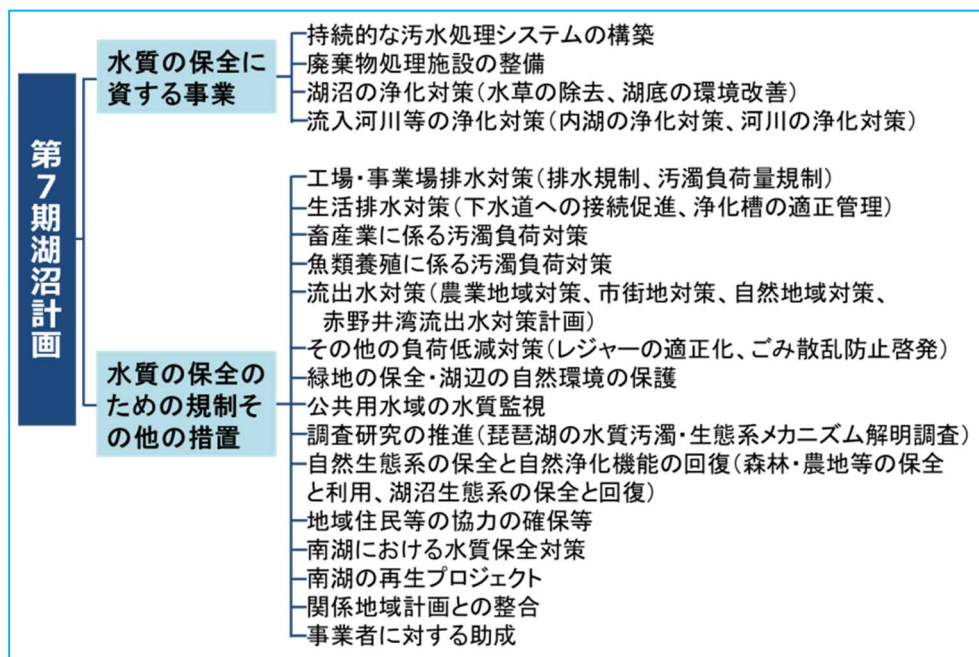 第7期湖沼計画
水質の保全に
資する事業
持続的な汚水処理システムの構築
廃棄物処理施設の整備
湖沼の浄化対策(水草の除去、湖底の環境改善)
流入河川等の浄化対策(内湖の浄化対策、河川の浄化対策)
水質の保全の
ための規制そ
の他の措置
工場・事業場排水対策(排水規制、汚濁負荷量規制)
生活排水対策(下水道への接続促進、浄化槽の適正管理)
畜産業に係る汚濁負荷対策
魚類養殖に係る汚濁負荷対策
流出水対策(農業地域対策、市街地対策、自然地域対策、
赤野井湾流出水対策計画)
その他の負荷低減対策(レジャーの適正化、ごみ散乱防止啓発)
緑地の保全・湖辺の自然環境の保護
公共用水域の水質監視
調査研究の推進(琵琶湖の水質汚濁・生態系メカニズム解明調査)
自然生態系の保全と自然浄化機能の回復(森林・農地等の保全
と利用、湖沼生態系の保全と回復)
地域住民等の協力の確保等
南湖における水質保全対策
南湖の再生プロジェクト
関係地域計画との整合
事業者に対する助成